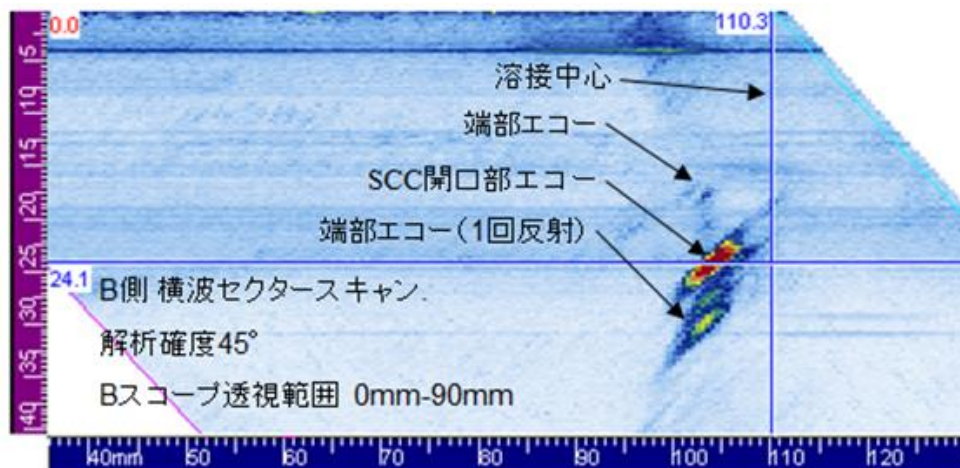 0.0
110.3
溶接中心
端部エコー
SCC開口部エコー
端部エコー(1回反射)
24.1
B側 横波セクタースキャン.
解析確度45°
Bスコープ透視範囲 0mm-90mm
5
10
15
20
25
30
35
40
40mm 50 60 70 80 90 100 110 120